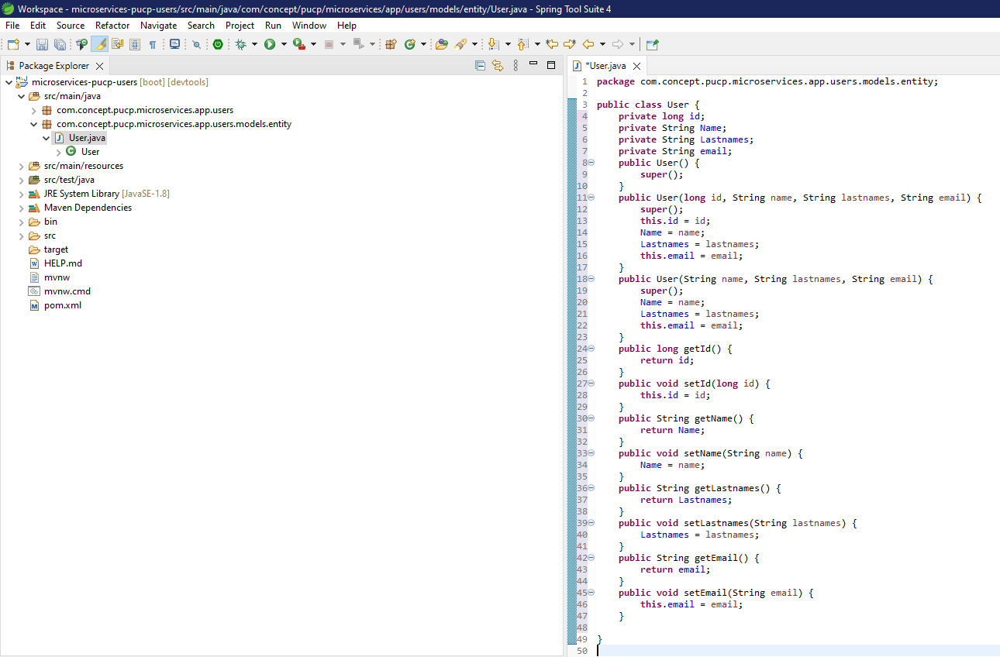 Workspace - microservices-pucp-users/src/main/java/com/concept/pucp/microservices/app/users/models/entity/User.java - Spring Tool Suite 4
File Edit Source Refactor Navigate Search Project Run Window Help
Package Explorer
microservices-pucp-users [boot] [devtools]
src/main/java
com.concept.pucp.microservices.app.users
com.concept.pucp.microservices.app.users.models.entity
User.java
User
src/main/resources
src/test/java
JRE System Library [JavaSE-1.8]
Maven Dependencies
bin
src
target
HELP.md
mvnw
mvnw.cmd
pom.xml
*User.java
1 package com.concept.pucp.microservices.app.users.models.entity;
2
3 public class User {
4     private long id;
5     private String Name;
6     private String Lastnames;
7     private String email;
8     public User() {
9         super();
10     }
11     public User(long id, String name, String lastnames, String email) {
12         super();
13         this.id = id;
14         Name = name;
15         Lastnames = lastnames;
16         this.email = email;
17     }
18     public User(String name, String lastnames, String email) {
19         super();
20         Name = name;
21         Lastnames = lastnames;
22         this.email = email;
23     }
24     public long getId() {
25         return id;
26     }
27     public void setId(long id) {
28         this.id = id;
29     }
30     public String getName() {
31         return Name;
32     }
33     public void setName(String name) {
34         Name = name;
35     }
36     public String getLastnames() {
37         return Lastnames;
38     }
39     public void setLastnames(String lastnames) {
40         Lastnames = lastnames;
41     }
42     public String getEmail() {
43         return email;
44     }
45     public void setEmail(String email) {
46         this.email = email;
47     }
48
49 }
50